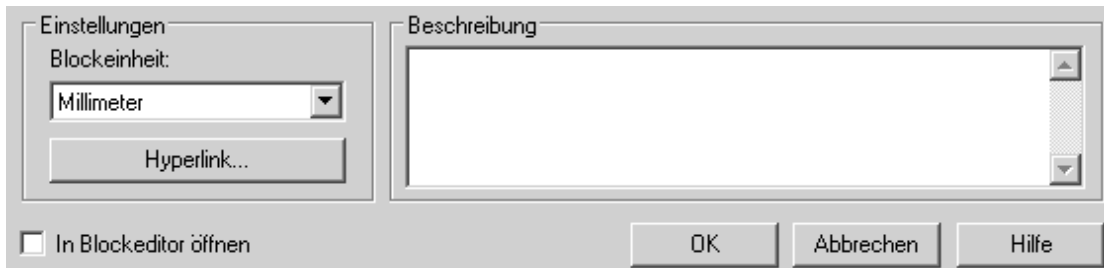 Einstellungen
Blockeinheit:
Millimeter
Hyperlink...
Beschreibung
In Blockeditor öffnen
OK
Abbrechen
Hilfe